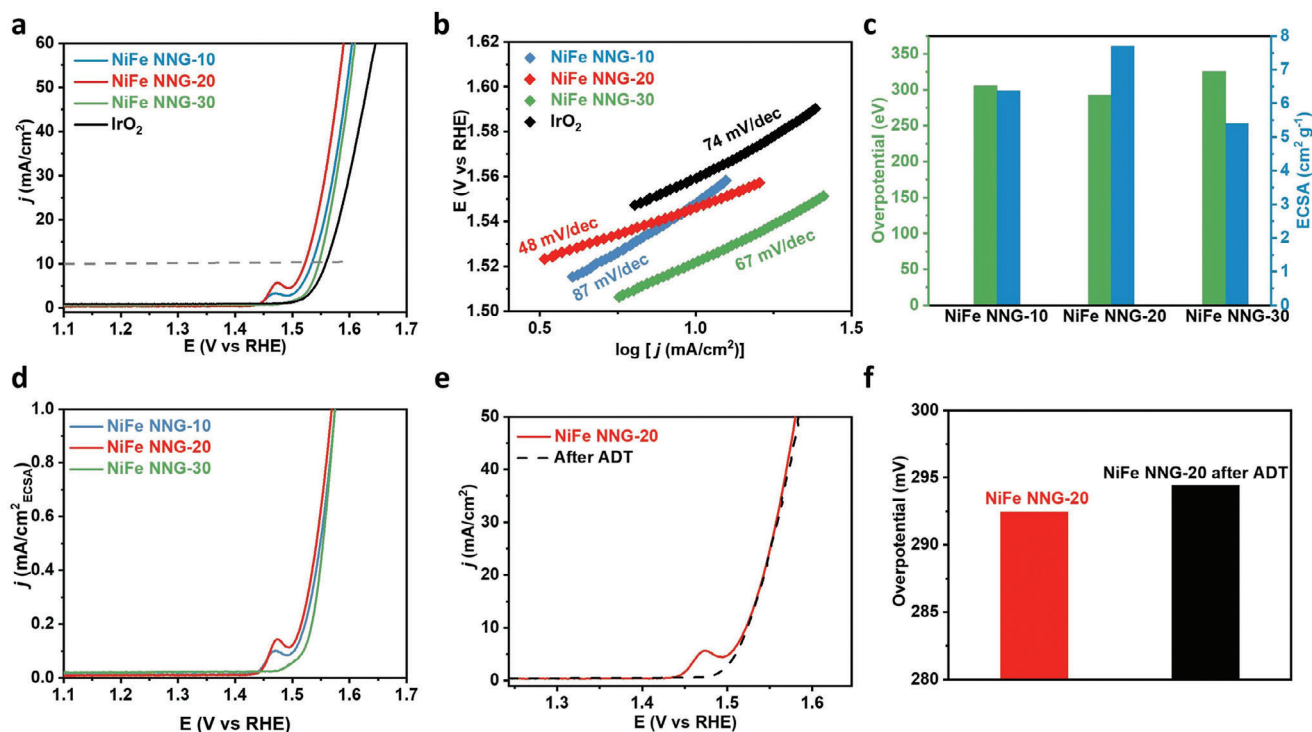 a
60
50
40
30
20
10
0
j (mA/cm²)
NiFe NNG-10
NiFe NNG-20
NiFe NNG-30
IrO₂
1.1 1.2 1.3 1.4 1.5 1.6 1.7
E (V vs RHE)
b
1.62
1.60
1.58
1.56
1.54
1.52
1.50
E (V vs RHE)
NiFe NNG-10
NiFe NNG-20
NiFe NNG-30
IrO₂
74 mV/dec
48 mV/dec
87 mV/dec
67 mV/dec
0.5 1.0 1.5
log [ j (mA/cm²)]
c
350
300
250
200
150
100
50
0
Overpotential (eV)
8
7
6
5
4
3
2
1
0
ECSA (cm² g⁻¹)
NiFe NNG-10 NiFe NNG-20 NiFe NNG-30
d
1.0
0.8
0.6
0.4
0.2
0.0
j (mA/cm²ECSA)
NiFe NNG-10
NiFe NNG-20
NiFe NNG-30
1.1 1.2 1.3 1.4 1.5 1.6 1.7
E (V vs RHE)
e
50
40
30
20
10
0
j (mA/cm²)
NiFe NNG-20
After ADT
1.3 1.4 1.5 1.6
E (V vs RHE)
f
300
295
290
285
280
Overpotential (mV)
NiFe NNG-20
NiFe NNG-20 after ADT